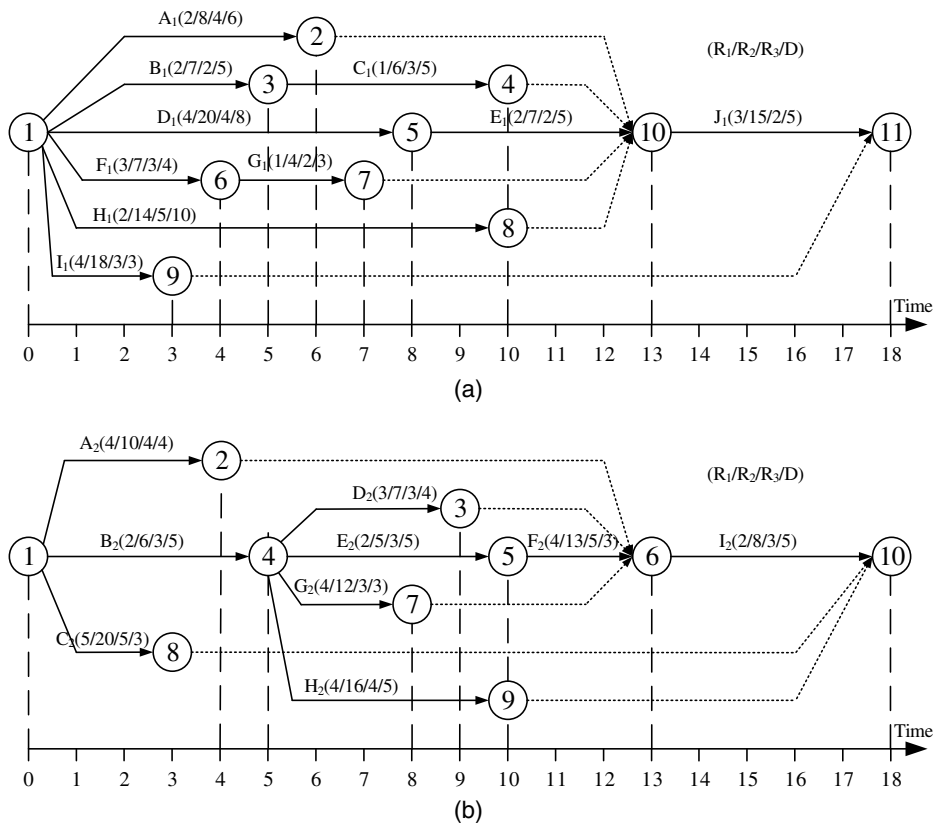 A₁(2/8/4/6)
2
(R₁/R₂/R₃/D)
B₁(2/7/2/5)
3
C₁(1/6/3/5)
4
1
D₁(4/20/4/8)
5
E₁(2/7/2/5)
10
J₁(3/15/2/5)
11
F₁(3/7/3/4)
6
G₁(1/4/2/3)
7
H₁(2/14/5/10)
8
I₁(4/18/3/3)
9
Time
0 1 2 3 4 5 6 7 8 9 10 11 12 13 14 15 16 17 18
(a)
A₂(4/10/4/4)
2
(R₁/R₂/R₃/D)
D₂(3/7/3/4)
3
1
B₂(2/6/3/5)
4
E₂(2/5/3/5)
5
F₂(4/13/5/3)
6
I₂(2/8/3/5)
10
G₂(4/12/3/3)
7
C₂(5/20/5/3)
8
H₂(4/16/4/5)
9
Time
0 1 2 3 4 5 6 7 8 9 10 11 12 13 14 15 16 17 18
(b)